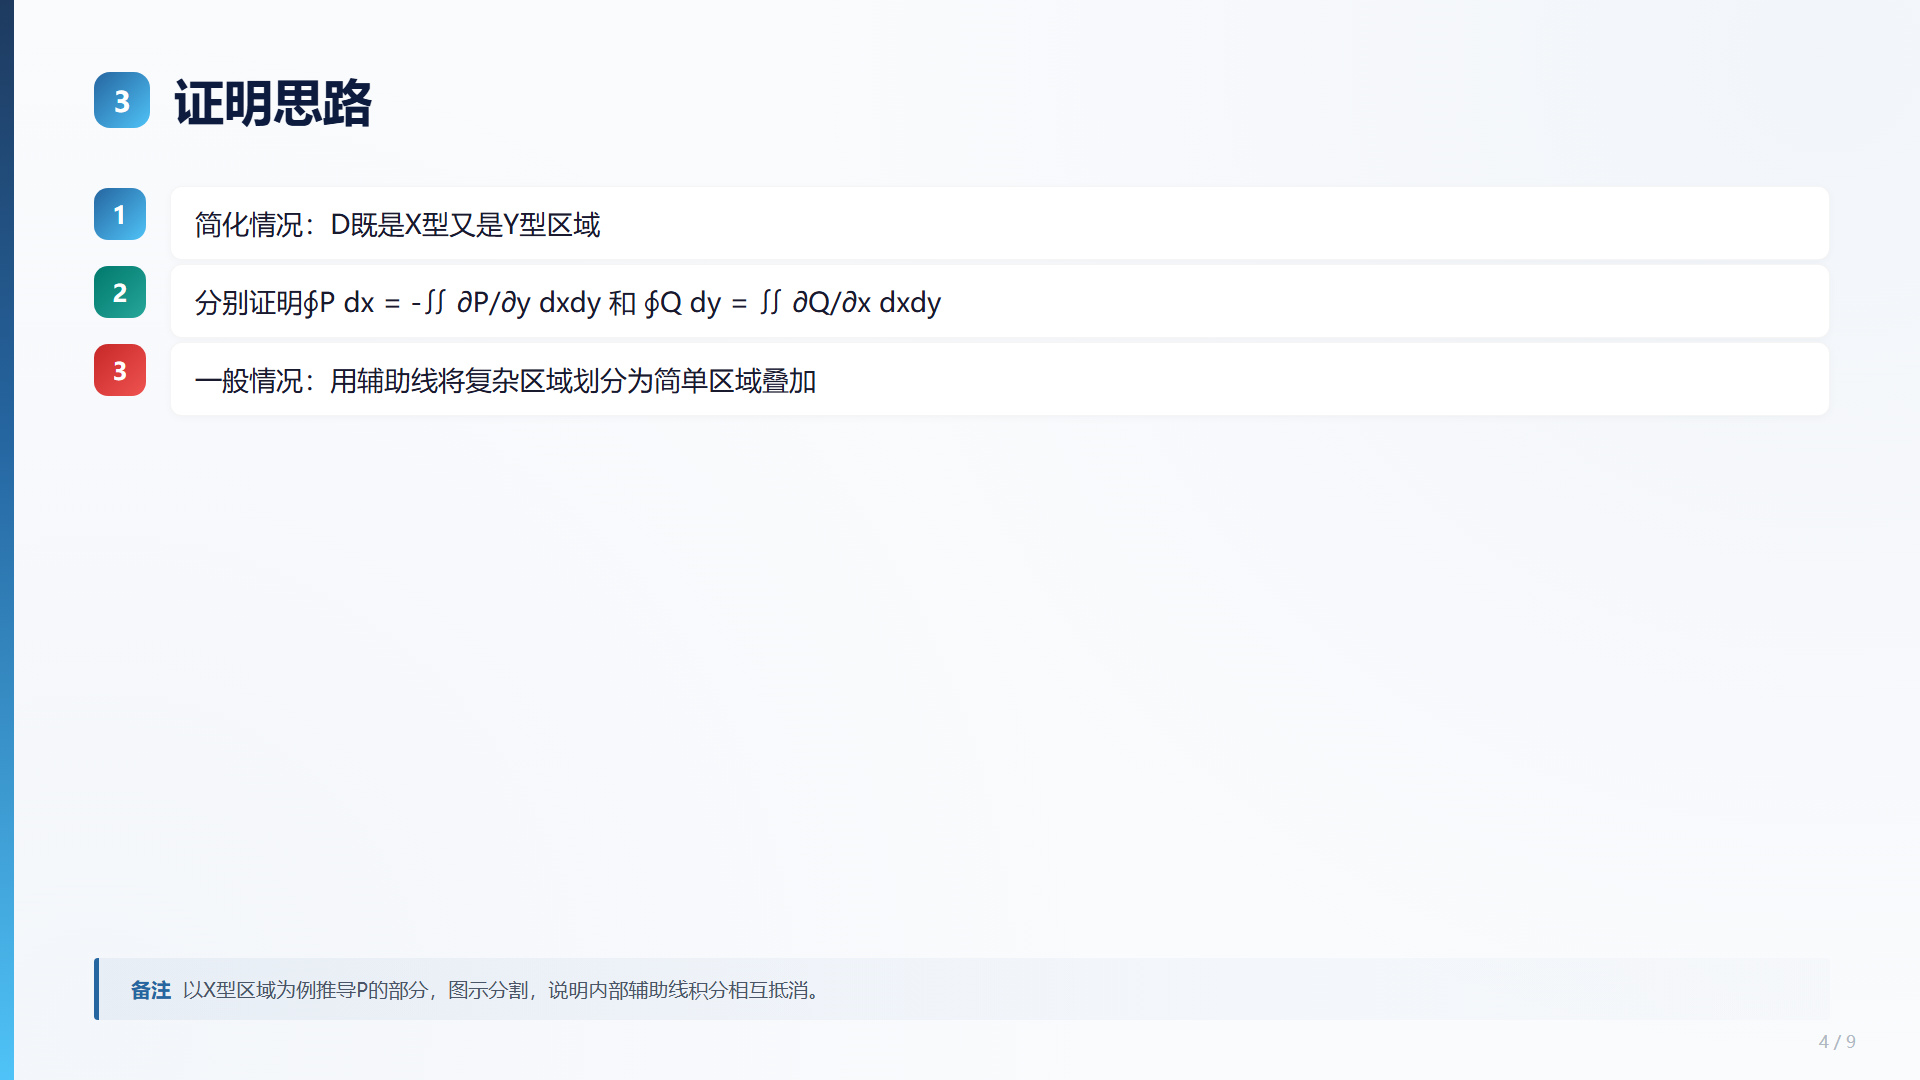 3 证明思路
1 简化情况：D既是X型又是Y型区域
2 分别证明∮P dx = -∬ ∂P/∂y dxdy 和 ∮Q dy = ∬ ∂Q/∂x dxdy
3 一般情况：用辅助线将复杂区域划分为简单区域叠加
备注 以X型区域为例推导P的部分，图示分割，说明内部辅助线积分相互抵消。
4 / 9